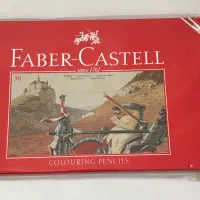 FABER-CASTELL
since 1761
36
COLOURING PENCILS